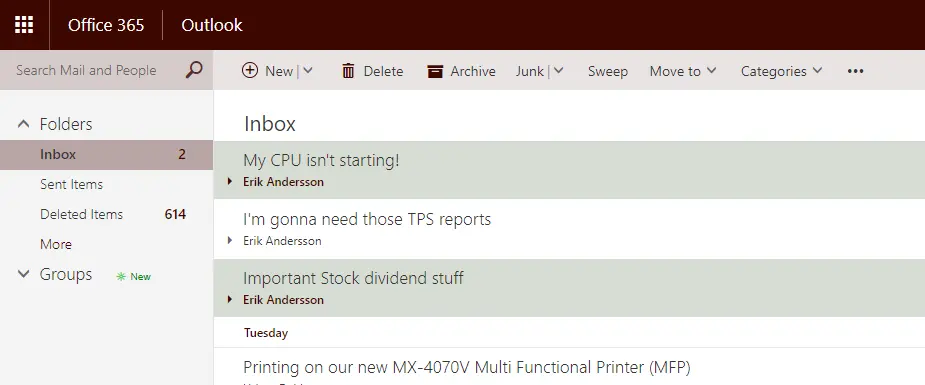 Office 365 Outlook
Search Mail and People New Delete Archive Junk Sweep Move to Categories
Folders
Inbox 2
Sent Items
Deleted Items 614
More
Groups New
Inbox
My CPU isn't starting!
Erik Andersson
I'm gonna need those TPS reports
Erik Andersson
Important Stock dividend stuff
Erik Andersson
Tuesday
Printing on our new MX-4070V Multi Functional Printer (MFP)